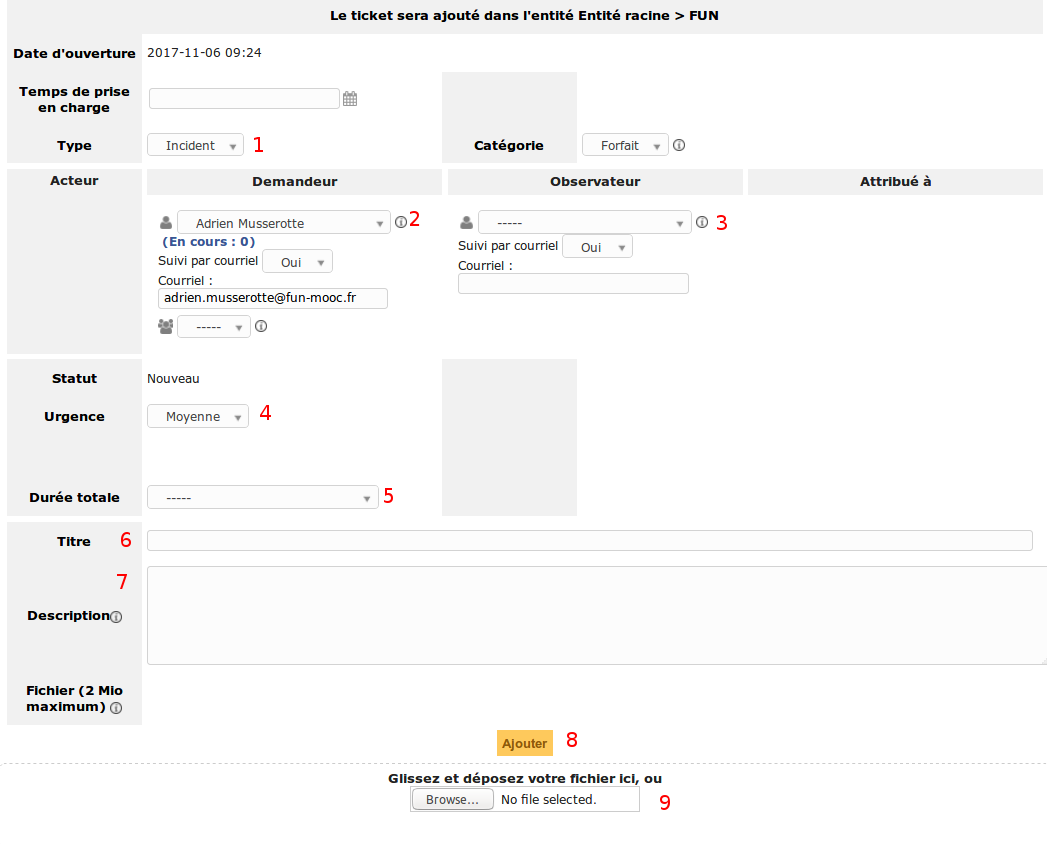 Le ticket sera ajouté dans l'entité Entité racine > FUN
Date d'ouverture 2017-11-06 09:24
Temps de prise
en charge
Type Incident 1 Catégorie Forfait
Acteur Demandeur Observateur Attribué à
Adrien Musserotte 2 ----- 3
(En cours : 0)
Suivi par courriel Oui
Courriel :
adrien.musserotte@fun-mooc.fr
-----
Suivi par courriel Oui
Courriel :
Statut Nouveau
Urgence Moyenne 4
Durée totale ----- 5
Titre 6
7
Description
Fichier (2 Mio
maximum)
Ajouter 8
Glissez et déposez votre fichier ici, ou
Browse... No file selected. 9